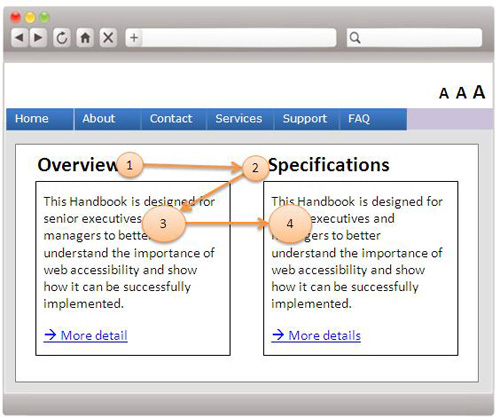 A A A
Home About Contact Services Support FAQ
Overview
1
2
Specifications
This Handbook is designed for
senior executives
managers to better
understand the importance of
web accessibility and show
how it can be successfully
implemented.
→ More detail
3
This Handbook is designed for
executives and
managers to better
understand the importance of
web accessibility and show
how it can be successfully
implemented.
→ More details
4